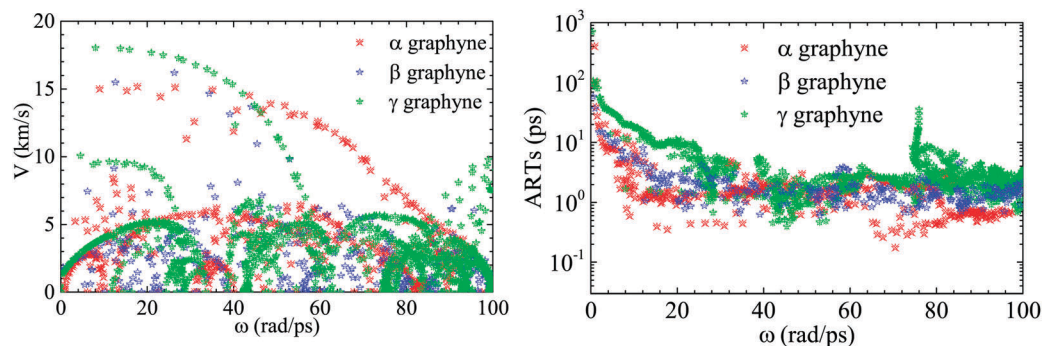 V (km/s)
20
15
10
5
0
α graphyne
β graphyne
γ graphyne
0 20 40 60 80 100
ω (rad/ps)
ARTs (ps)
10³
10²
10¹
10⁰
10⁻¹
α graphyne
β graphyne
γ graphyne
0 20 40 60 80 100
ω (rad/ps)